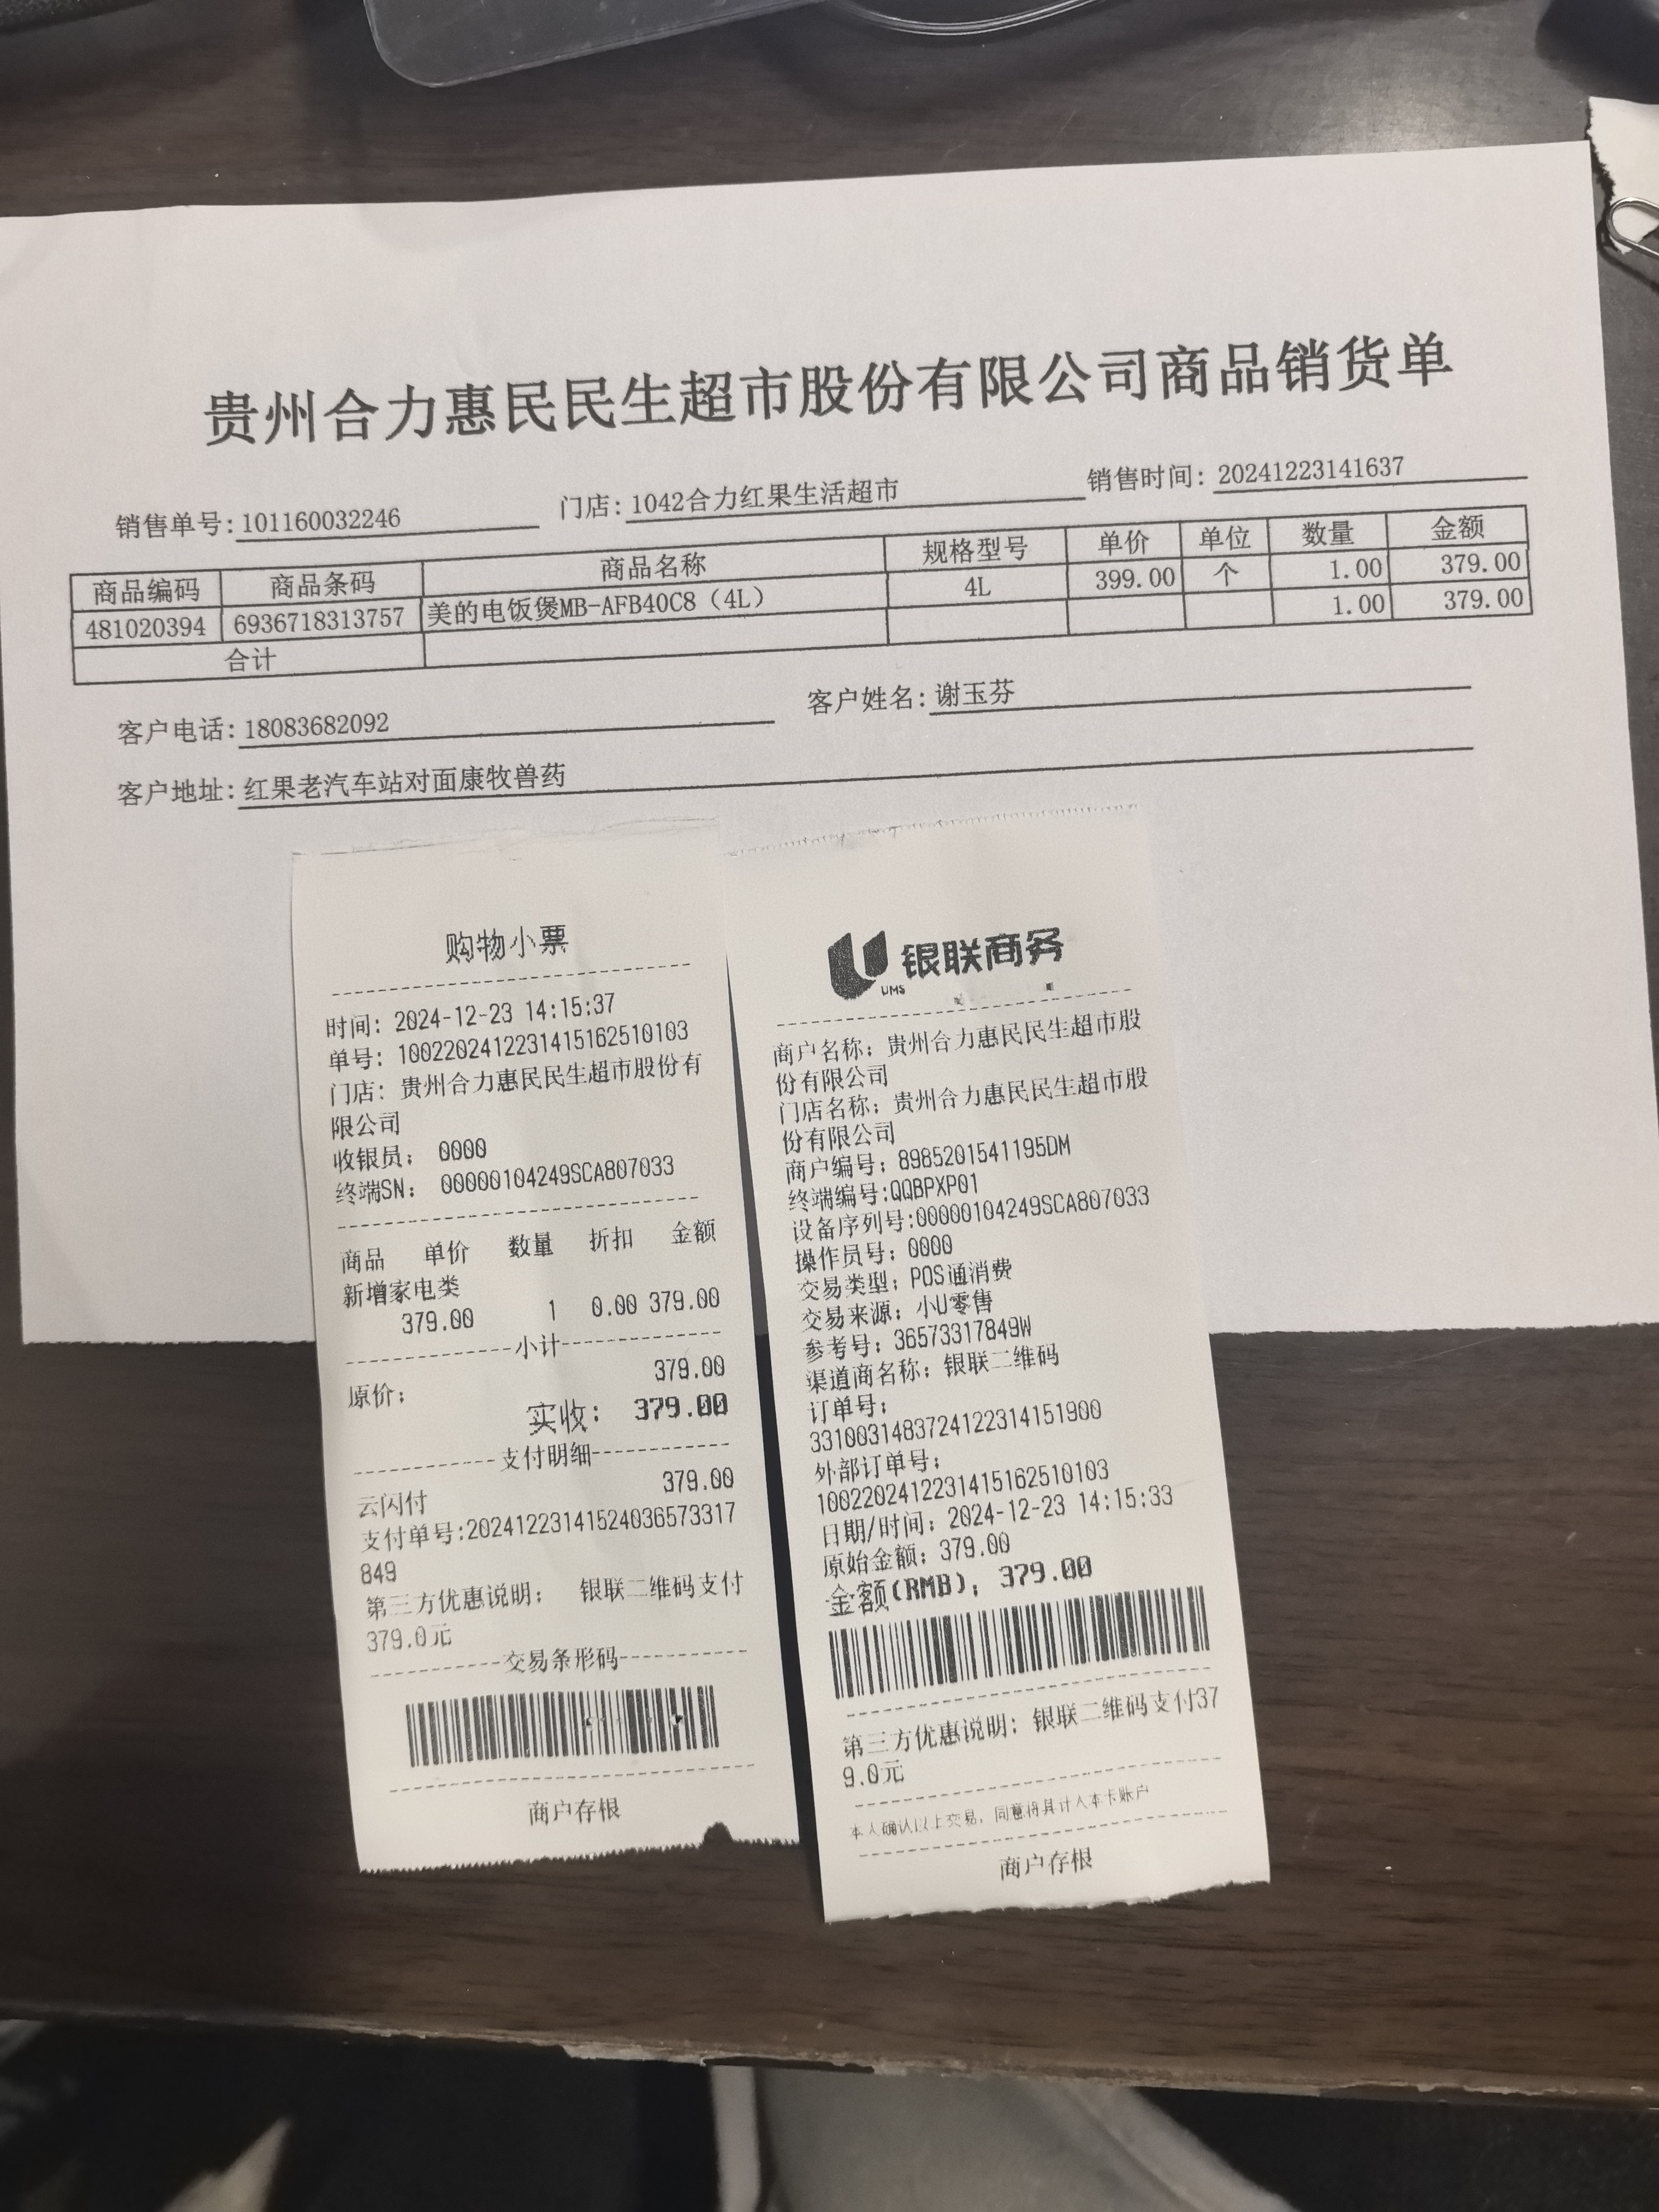 贵州合力惠民民生超市股份有限公司商品销货单
销售单号:101160032246 门店:1042合力红果生活超市 销售时间:20241223141637
商品编码 商品条码 商品名称 规格型号 单价 单位 数量 金额
481020394 6936718313757 美的电饭煲MB-AFB40C8（4L） 4L 399.00 个 1.00 379.00
合计 1.00 379.00
客户电话:18083682092 客户姓名:谢玉芬
客户地址:红果老汽车站对面康牧兽药
购物小票
时间: 2024-12-23 14:15:37
单号: 10022024122314151625​10103
门店: 贵州合力惠民民生超市股份有
限公司
收银员: 0000
终端SN: 00000104249SCA807033
商品 单价 数量 折扣 金额
新增家电类
379.00 1 0.00 379.00
小计
原价: 379.00
实收: 379.00
支付明细
云闪付 379.00
支付单号:202412231415240365733​17
849
第三方优惠说明: 银联二维码支付
379.0元
交易条形码
商户存根
银联商务
UMS
商户名称: 贵州合力惠民民生超市股
份有限公司
门店名称: 贵州合力惠民民生超市股
份有限公司
商户编号: 8985201541195DM
终端编号:QQBPXP01
设备序列号:00000104249SCA807033
操作员号: 0000
交易类型: POS通消费
交易来源: 小U零售
参考号: 36573317849W
渠道商名称: 银联二维码
订单号:
33100314837241223141​51900
外部订单号:
10022024122314151625​10103
日期/时间: 2024-12-23 14:15:33
原始金额: 379.00
金额(RMB): 379.00
第三方优惠说明: 银联二维码支付37
9.0元
本人确认以上交易, 同意将其计入本卡账户
商户存根